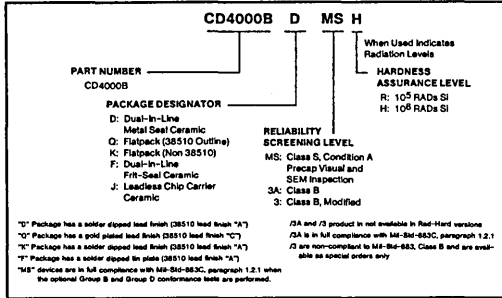 CD4000B D MS H
When Used Indicates
Radiation Levels
HARDNESS
ASSURANCE LEVEL
R: 10⁵ RADs Si
H: 10⁶ RADs Si
PART NUMBER
CD4000B
PACKAGE DESIGNATOR
D: Dual-In-Line
Metal Seal Ceramic
Q: Flatpack (38510 Outline)
K: Flatpack (Non 38510)
F: Dual-In-Line
Frit-Seal Ceramic
J: Leadless Chip Carrier
Ceramic
RELIABILITY
SCREENING LEVEL
MS: Class S, Condition A
Precap Visual and
SEM Inspection
3A: Class B
3: Class B, Modified
"D" Package has a solder dipped lead finish (38510 lead finish "A")
"Q" Package has a gold plated lead finish (38510 lead finish "C")
"K" Package has a solder dipped lead finish (38510 lead finish "A")
"F" Package has a solder dipped tin plate (38510 lead finish "A")
"MS" devices are in full compliance with Mil-Std-883C, paragraph 1.2.1 when
the optional Group B and Group D conformance tests are performed.
/3A and /3 product in not available in Rad-Hard versions
/3A is in full compliance with Mil-Std-883C, paragraph 1.2.1
/3 are non-compliant to Mil-Std-883, Class B and are avail-
able as special orders only